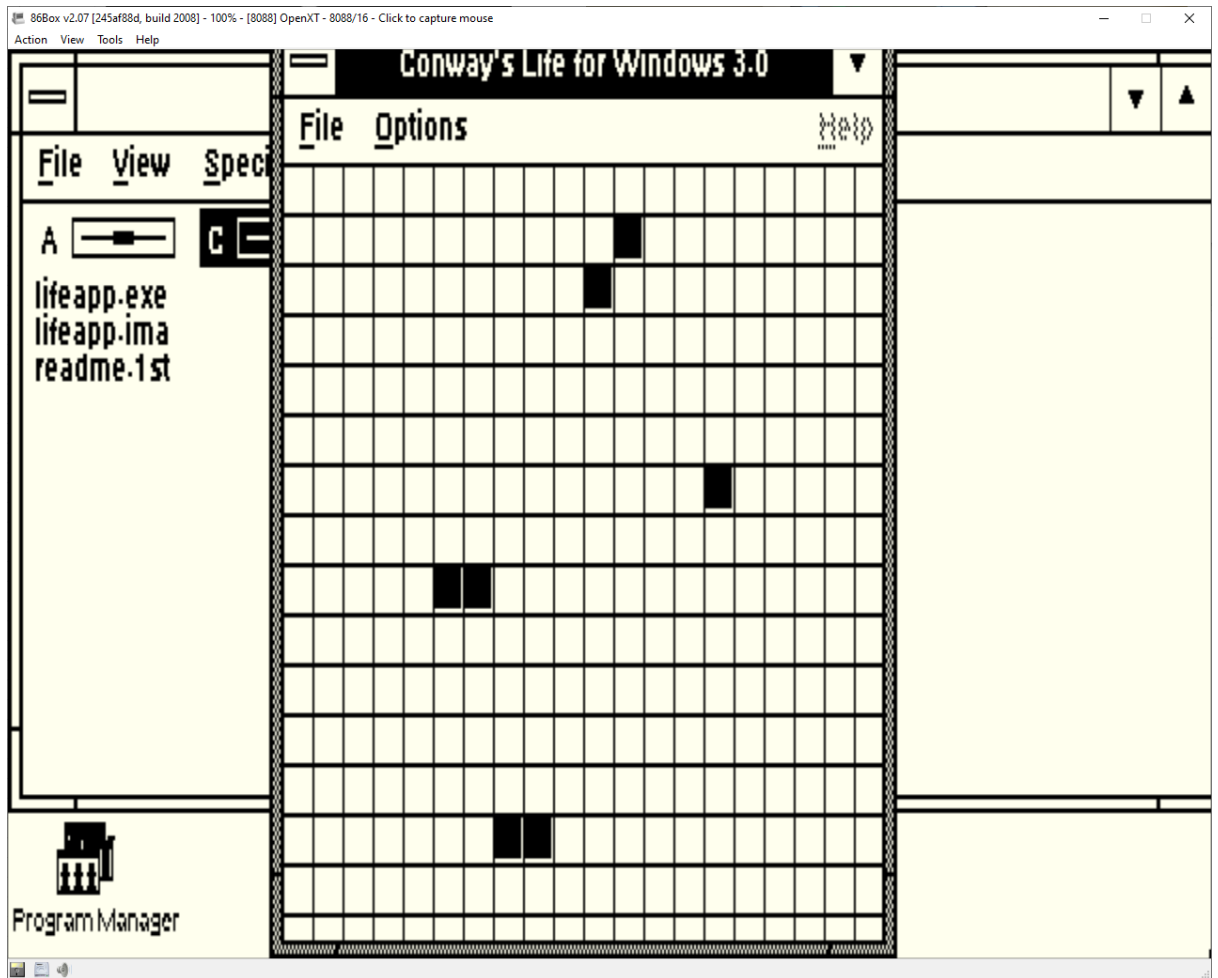 86Box v2.07 [245af88d, build 2008] - 100% - [8088] OpenXT - 8088/16 - Click to capture mouse
Action View Tools Help
Conway's Life for Windows 3.0
File Options Help
File View Speci
A C
lifeapp.exe
lifeapp.ima
readme.1st
Program Manager